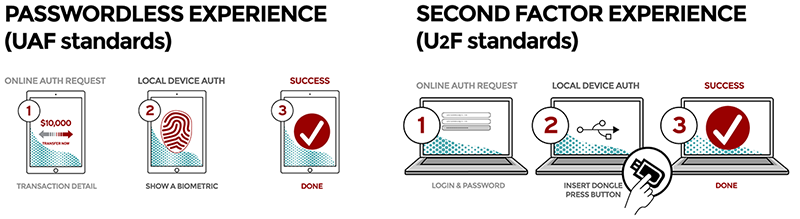 PASSWORDLESS EXPERIENCE
(UAF standards)
ONLINE AUTH REQUEST
LOCAL DEVICE AUTH
SUCCESS
1
$10,000
TRANSFER NOW
2
3
TRANSACTION DETAIL
SHOW A BIOMETRIC
DONE
SECOND FACTOR EXPERIENCE
(U2F standards)
ONLINE AUTH REQUEST
LOCAL DEVICE AUTH
SUCCESS
1
2
3
LOGIN & PASSWORD
INSERT DONGLE
PRESS BUTTON
DONE